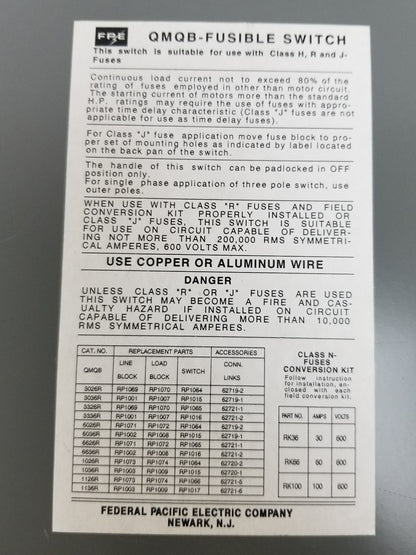 FPE QMQB-FUSIBLE SWITCH
This switch is suitable for use with Class H, R and J-
Fuses
Continuous load current not to exceed 80% of the
rating of fuses employed in other than motor circuit.
The starting current of motors more than the standard
H.P. ratings may require the use of fuses with appro-
priate time delay characteristic (Class "J" fuses are not
applicable for use as time delay fuses).
For Class "J" fuse application move fuse block to pro-
per set of mounting holes as indicated by label located
on the back pan of the switch.
The handle of this switch can be padlocked in OFF
position only.
For single phase application of three pole switch, use
outer poles.
WHEN USE WITH CLASS "R" FUSES AND FIELD
CONVERSION KIT PROPERLY INSTALLED OR
CLASS "J" FUSES, THIS SWITCH IS SUITABLE
FOR USE ON CIRCUIT CAPABLE OF DELIVER-
ING NOT MORE THAN 200,000 RMS SYMMETRI-
CAL AMPERES, 600 VOLTS MAX.
USE COPPER OR ALUMINUM WIRE
DANGER
UNLESS CLASS "R" OR "J" FUSES ARE USED
THIS SWITCH MAY BECOME A FIRE AND CAS-
UALTY HAZARD IF INSTALLED ON CIRCUIT
CAPABLE OF DELIVERING MORE THAN 10,000
RMS SYMMETRICAL AMPERES.
CAT. NO. REPLACEMENT PARTS ACCESSORIES
QMQB LINE BLOCK LOAD BLOCK SWITCH CONN. LINKS
3026R RP1069 RP1070 RP1064 62719-2
3036R RP1001 RP1007 RP1015 62719-1
3326R RP1069 RP1070 RP1064 62721-1
3336R RP1001 RP1007 RP1015 62721-1
6026R RP1071 RP1072 RP1064 62719-2
6036R RP1002 RP1008 RP1015 62719-1
6626R RP1071 RP1072 RP1064 62721-1
6636R RP1002 RP1008 RP1015 62721-2
1026R RP1073 RP1074 RP1064 62720-2
1036R RP1003 RP1009 RP1015 62720-1
1126R RP1073 RP1074 RP1065 62721-5
1136R RP1003 RP1009 RP1017 62721-6
CLASS N-
FUSES
CONVERSION KIT
Follow instruction
for installation, en-
closed with each
field conversion kit.
PART NO. AMPS VOLTS
RK36 30 600
RK66 60 600
RK100 100 600
FEDERAL PACIFIC ELECTRIC COMPANY
NEWARK, N.J.